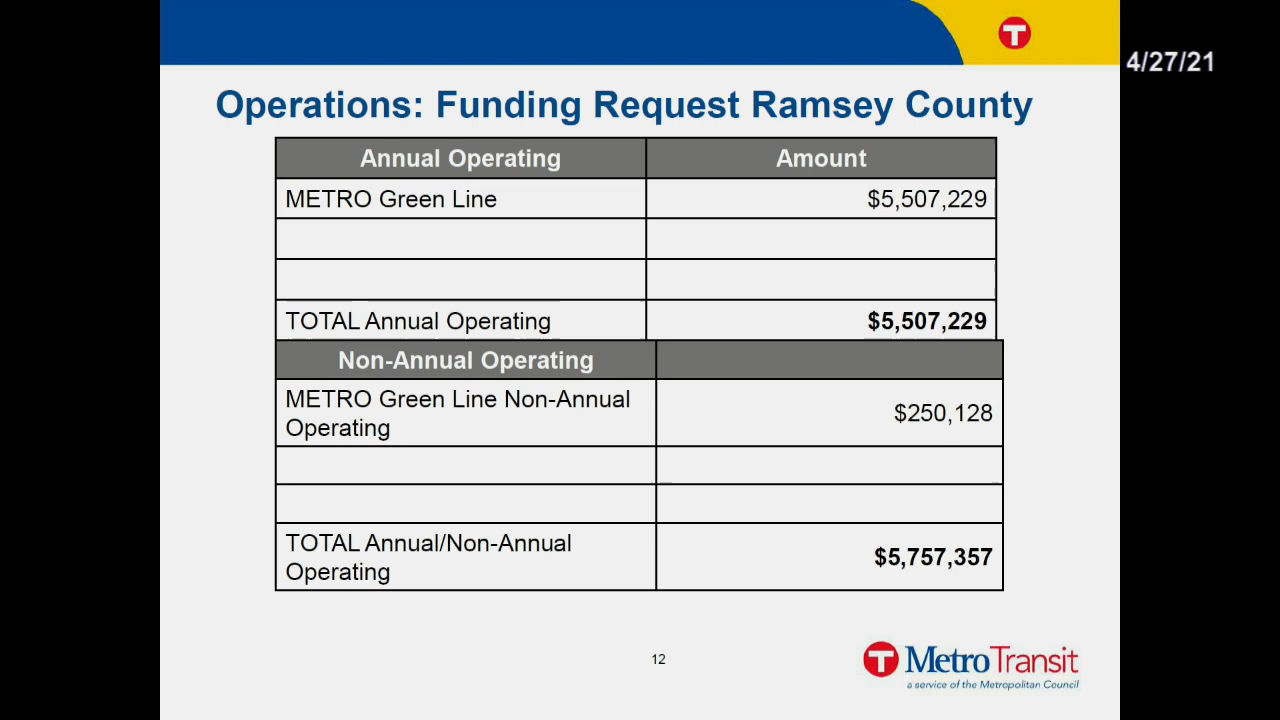 T
4/27/21
Operations: Funding Request Ramsey County
Annual Operating Amount
METRO Green Line $5,507,229
TOTAL Annual Operating $5,507,229
Non-Annual Operating
METRO Green Line Non-Annual
Operating $250,128
TOTAL Annual/Non-Annual
Operating $5,757,357
12
T MetroTransit
a service of the Metropolitan Council